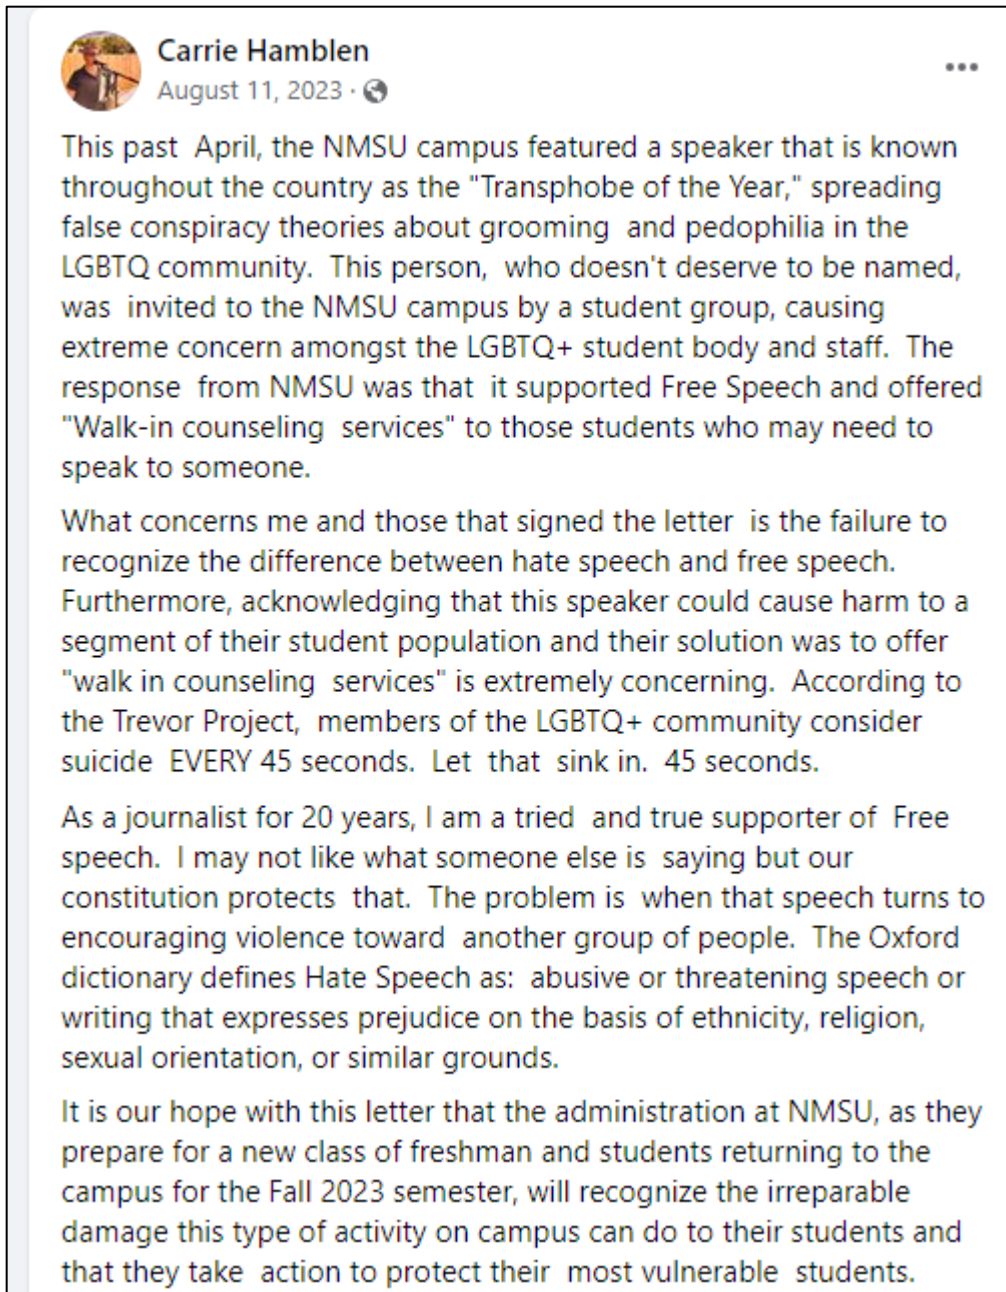 Carrie Hamblen
August 11, 2023 ·
This past April, the NMSU campus featured a speaker that is known
throughout the country as the "Transphobe of the Year," spreading
false conspiracy theories about grooming and pedophilia in the
LGBTQ community. This person, who doesn't deserve to be named,
was invited to the NMSU campus by a student group, causing
extreme concern amongst the LGBTQ+ student body and staff. The
response from NMSU was that it supported Free Speech and offered
"Walk-in counseling services" to those students who may need to
speak to someone.
What concerns me and those that signed the letter is the failure to
recognize the difference between hate speech and free speech.
Furthermore, acknowledging that this speaker could cause harm to a
segment of their student population and their solution was to offer
"walk in counseling services" is extremely concerning. According to
the Trevor Project, members of the LGBTQ+ community consider
suicide EVERY 45 seconds. Let that sink in. 45 seconds.
As a journalist for 20 years, I am a tried and true supporter of Free
speech. I may not like what someone else is saying but our
constitution protects that. The problem is when that speech turns to
encouraging violence toward another group of people. The Oxford
dictionary defines Hate Speech as: abusive or threatening speech or
writing that expresses prejudice on the basis of ethnicity, religion,
sexual orientation, or similar grounds.
It is our hope with this letter that the administration at NMSU, as they
prepare for a new class of freshman and students returning to the
campus for the Fall 2023 semester, will recognize the irreparable
damage this type of activity on campus can do to their students and
that they take action to protect their most vulnerable students.